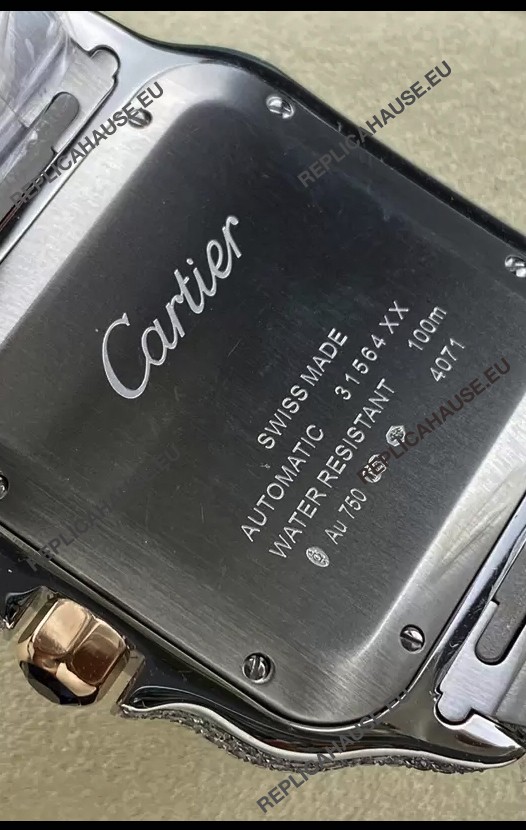 REPLICAHAUSE.EU
REPLICAHAUSE.EU
Cartier
SWISS MADE
AUTOMATIC 31564 XX
WATER RESISTANT 100m
Au 750 4071
REPLICAHAUSE.EU
REPLICAHAUSE.EU
REPLICAHAUSE.EU